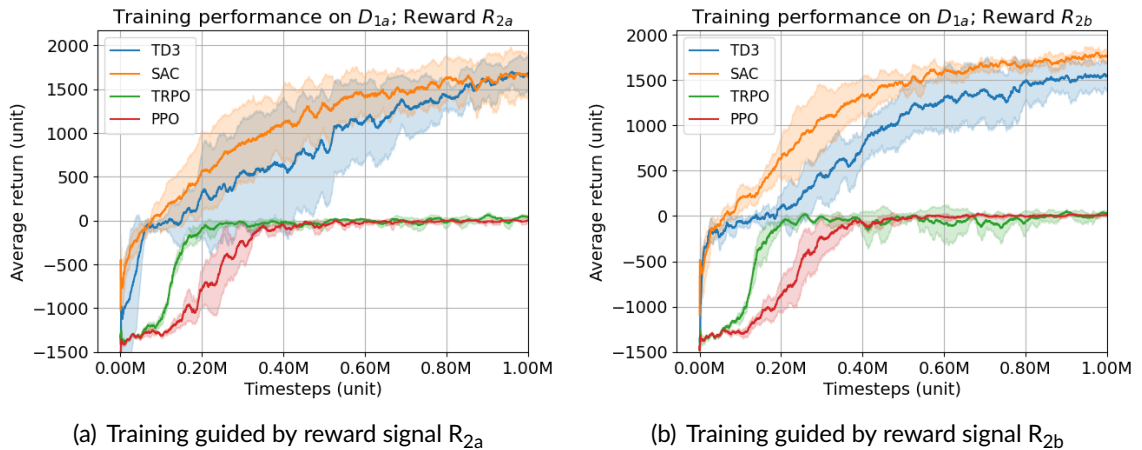 Training performance on D1a; Reward R2a
Average return (unit)
2000
1500
1000
500
0
−500
−1000
−1500
TD3
SAC
TRPO
PPO
0.00M 0.20M 0.40M 0.60M 0.80M 1.00M
Timesteps (unit)
(a) Training guided by reward signal R2a
Training performance on D1a; Reward R2b
Average return (unit)
2000
1500
1000
500
0
−500
−1000
−1500
TD3
SAC
TRPO
PPO
0.00M 0.20M 0.40M 0.60M 0.80M 1.00M
Timesteps (unit)
(b) Training guided by reward signal R2b